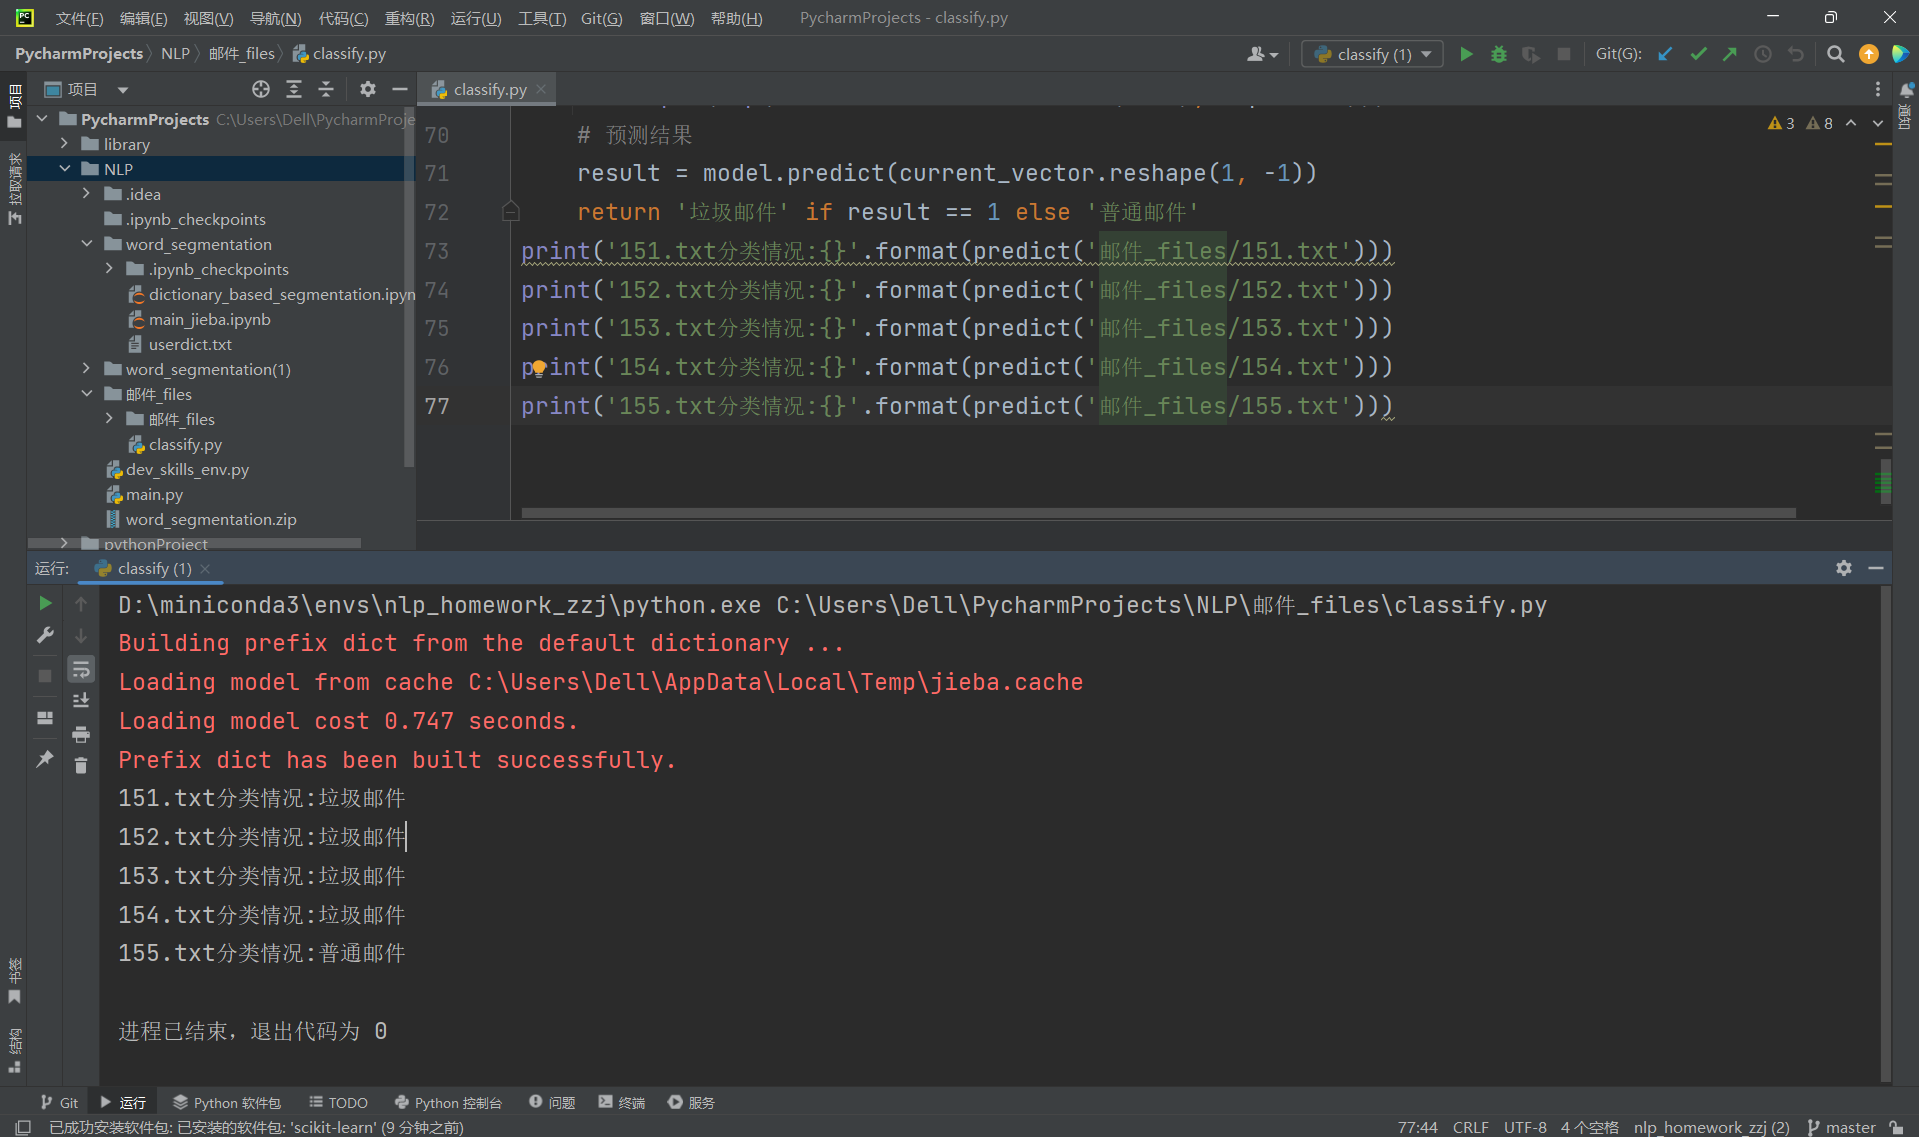 文件(F) 编辑(E) 视图(V) 导航(N) 代码(C) 重构(R) 运行(U) 工具(T) Git(G) 窗口(W) 帮助(H) PycharmProjects - classify.py
PycharmProjects NLP 邮件_files classify.py
classify (1) Git(G):
项目
classify.py
PycharmProjects C:\Users\Dell\PycharmProje
library
NLP
.idea
.ipynb_checkpoints
word_segmentation
.ipynb_checkpoints
dictionary_based_segmentation.ipyn
main_jieba.ipynb
userdict.txt
word_segmentation(1)
邮件_files
邮件_files
classify.py
dev_skills_env.py
main.py
word_segmentation.zip
pythonProject
项目
拉取请求
书签
结构
通知
3 8
70 # 预测结果
71 result = model.predict(current_vector.reshape(1, -1))
72 return '垃圾邮件' if result == 1 else '普通邮件'
73 print('151.txt分类情况:{}'.format(predict('邮件_files/151.txt')))
74 print('152.txt分类情况:{}'.format(predict('邮件_files/152.txt')))
75 print('153.txt分类情况:{}'.format(predict('邮件_files/153.txt')))
76 print('154.txt分类情况:{}'.format(predict('邮件_files/154.txt')))
77 print('155.txt分类情况:{}'.format(predict('邮件_files/155.txt')))
运行: classify (1)
D:\miniconda3\envs\nlp_homework_zzj\python.exe C:\Users\Dell\PycharmProjects\NLP\邮件_files\classify.py
Building prefix dict from the default dictionary ...
Loading model from cache C:\Users\Dell\AppData\Local\Temp\jieba.cache
Loading model cost 0.747 seconds.
Prefix dict has been built successfully.
151.txt分类情况:垃圾邮件
152.txt分类情况:垃圾邮件
153.txt分类情况:垃圾邮件
154.txt分类情况:垃圾邮件
155.txt分类情况:普通邮件
进程已结束，退出代码为 0
Git 运行 Python 软件包 TODO Python 控制台 问题 终端 服务
已成功安装软件包: 已安装的软件包: 'scikit-learn' (9 分钟之前) 77:44 CRLF UTF-8 4 个空格 nlp_homework_zzj (2) master